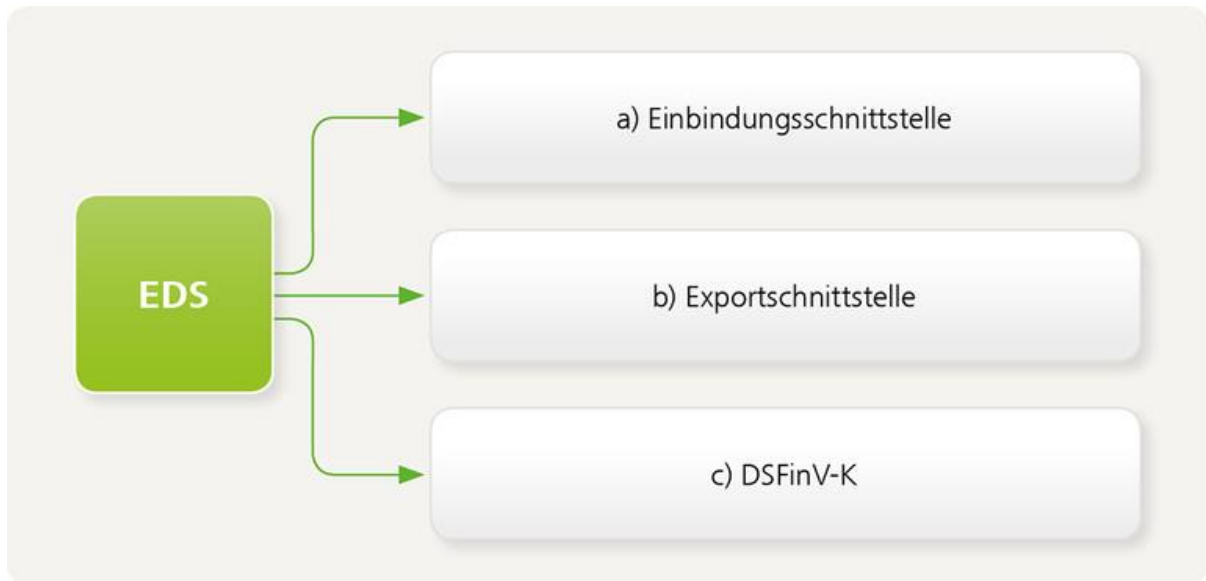 a) Einbindungsschnittstelle
EDS
b) Exportschnittstelle
c) DSFinV-K